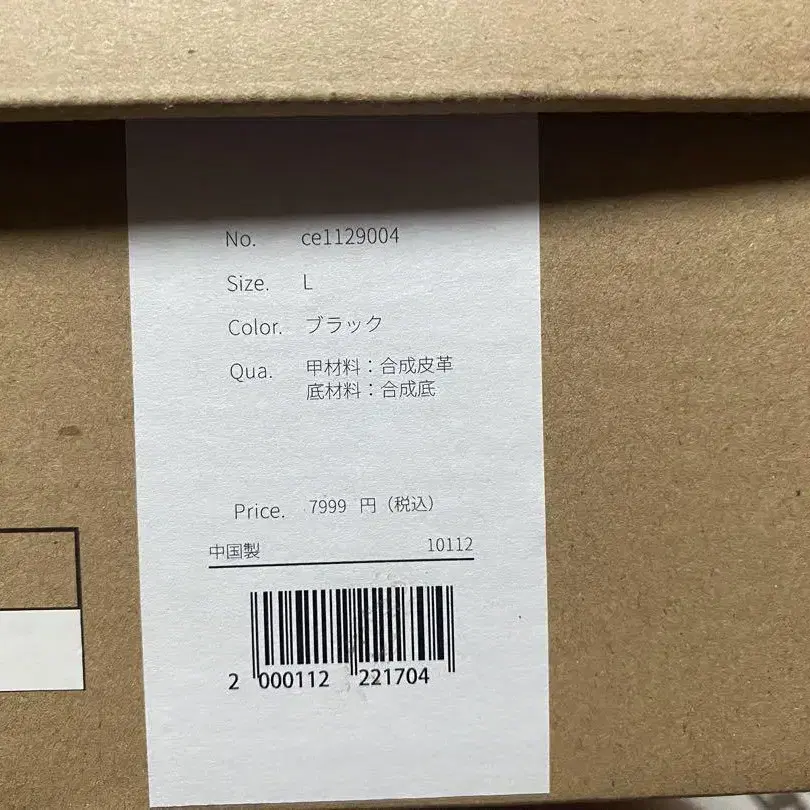 No. ce1129004
Size. L
Color. ブラック
Qua. 甲材料：合成皮革
底材料：合成底
Price. 7999 円（税込）
中国製 10112
2 000112 221704